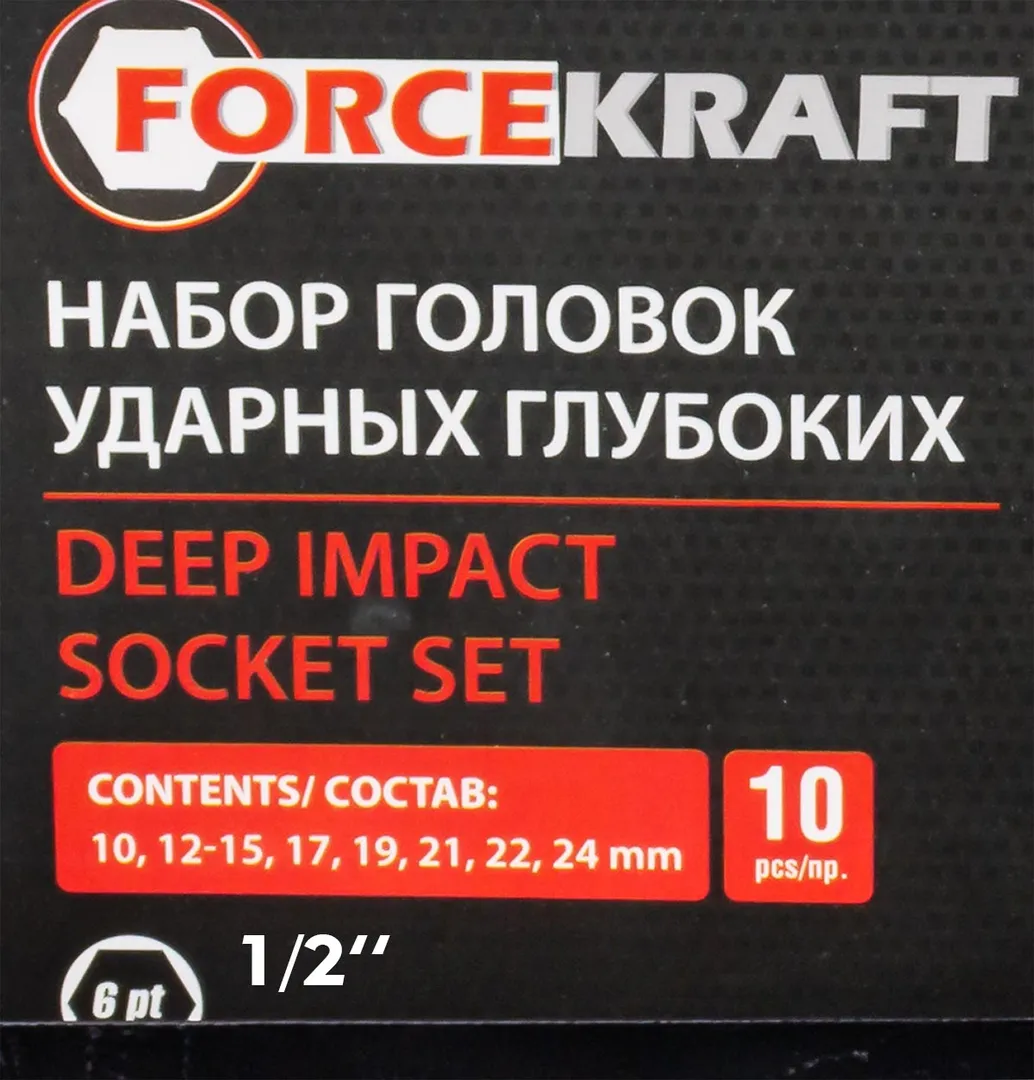 FORCEKRAFT
НАБОР ГОЛОВОК
УДАРНЫХ ГЛУБОКИХ
DEEP IMPACT
SOCKET SET
CONTENTS/ СОСТАВ:
10, 12-15, 17, 19, 21, 22, 24 mm
10
pcs/пр.
1/2‘‘
6 pt